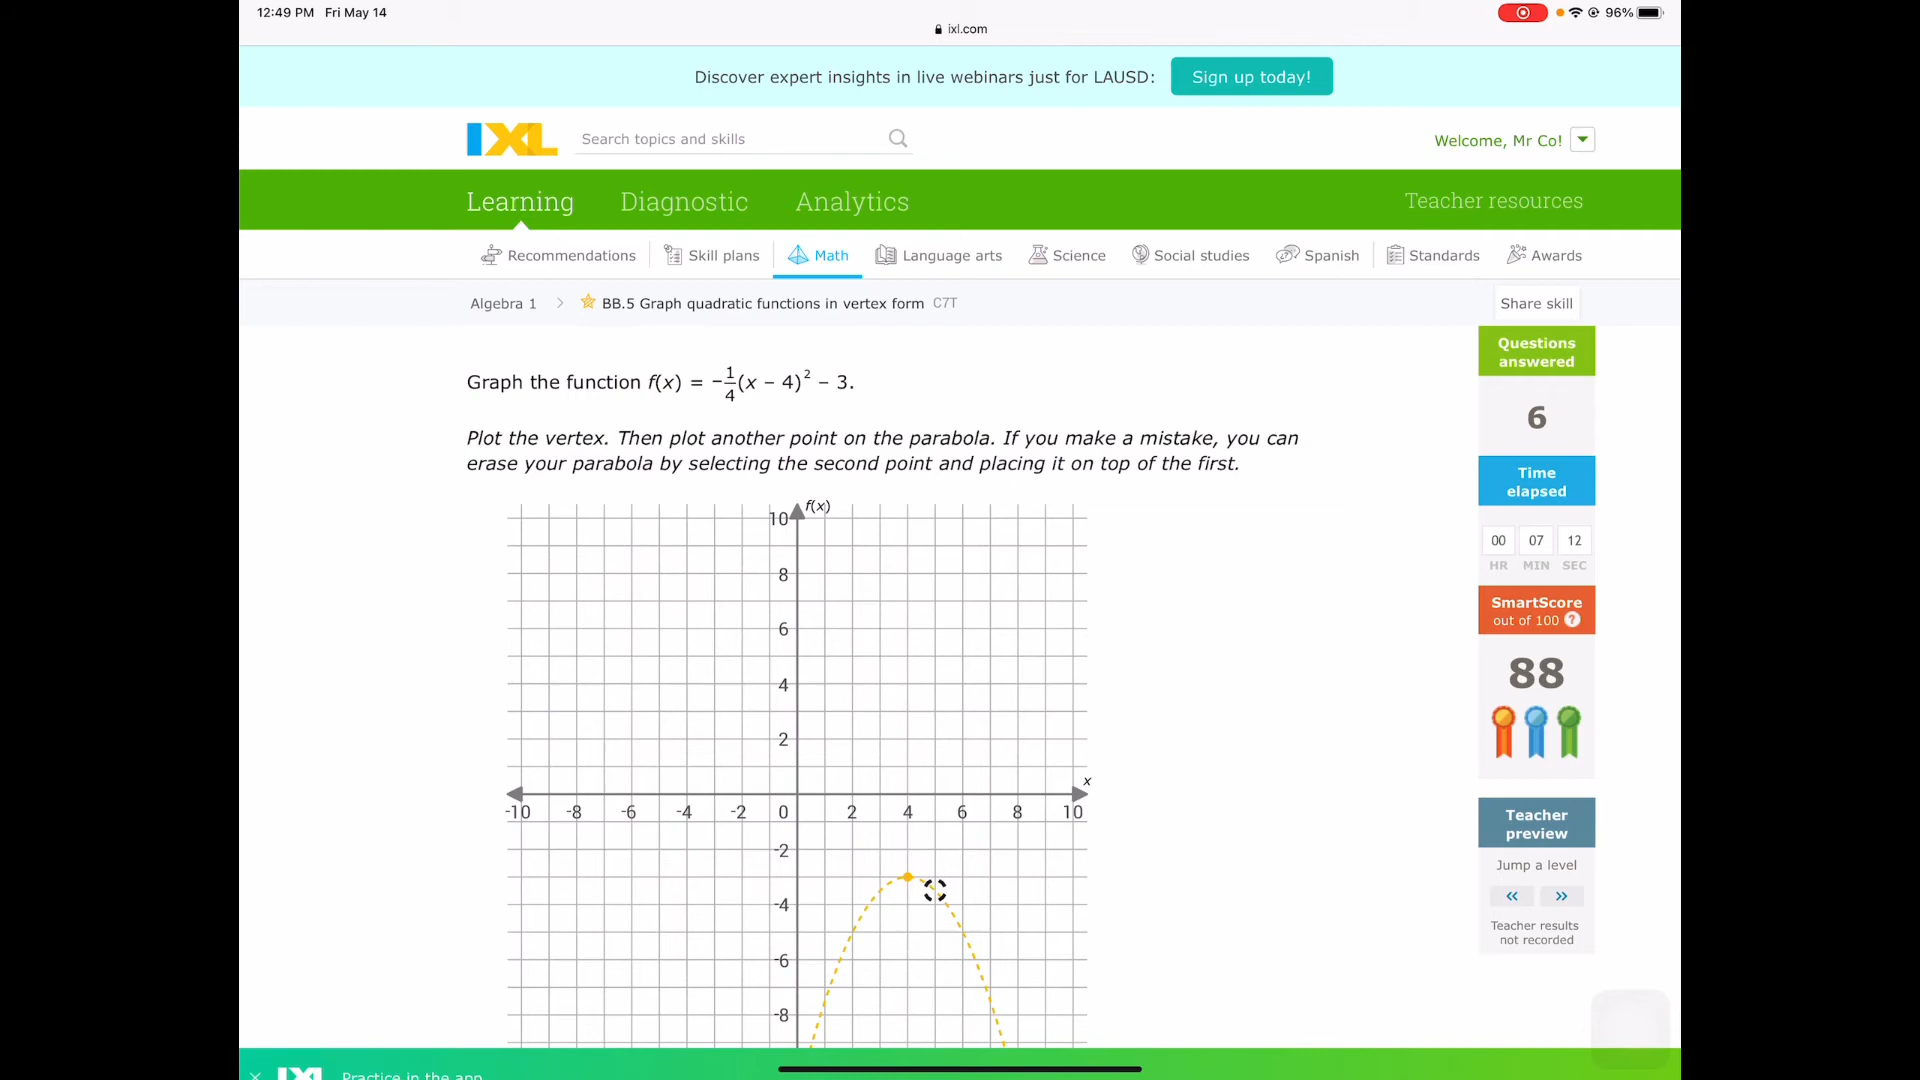 12:49 PM Fri May 14
96%
ixl.com
Discover expert insights in live webinars just for LAUSD:
Sign up today!
IXL
Search topics and skills
Welcome, Mr Co!
Learning
Diagnostic
Analytics
Teacher resources
Recommendations
Skill plans
Math
Language arts
Science
Social studies
Spanish
Standards
Awards
Algebra 1 > BB.5 Graph quadratic functions in vertex form C7T
Share skill
Graph the function f(x) = -1/4(x – 4)² – 3.
Plot the vertex. Then plot another point on the parabola. If you make a mistake, you can
erase your parabola by selecting the second point and placing it on top of the first.
f(x)
10
8
6
4
2
x
-10 -8 -6 -4 -2 0 2 4 6 8 10
-2
-4
-6
-8
Questions
answered
6
Time
elapsed
00 07 12
HR MIN SEC
SmartScore
out of 100 ?
88
Teacher
preview
Jump a level
« »
Teacher results
not recorded
IXL Practice in the app